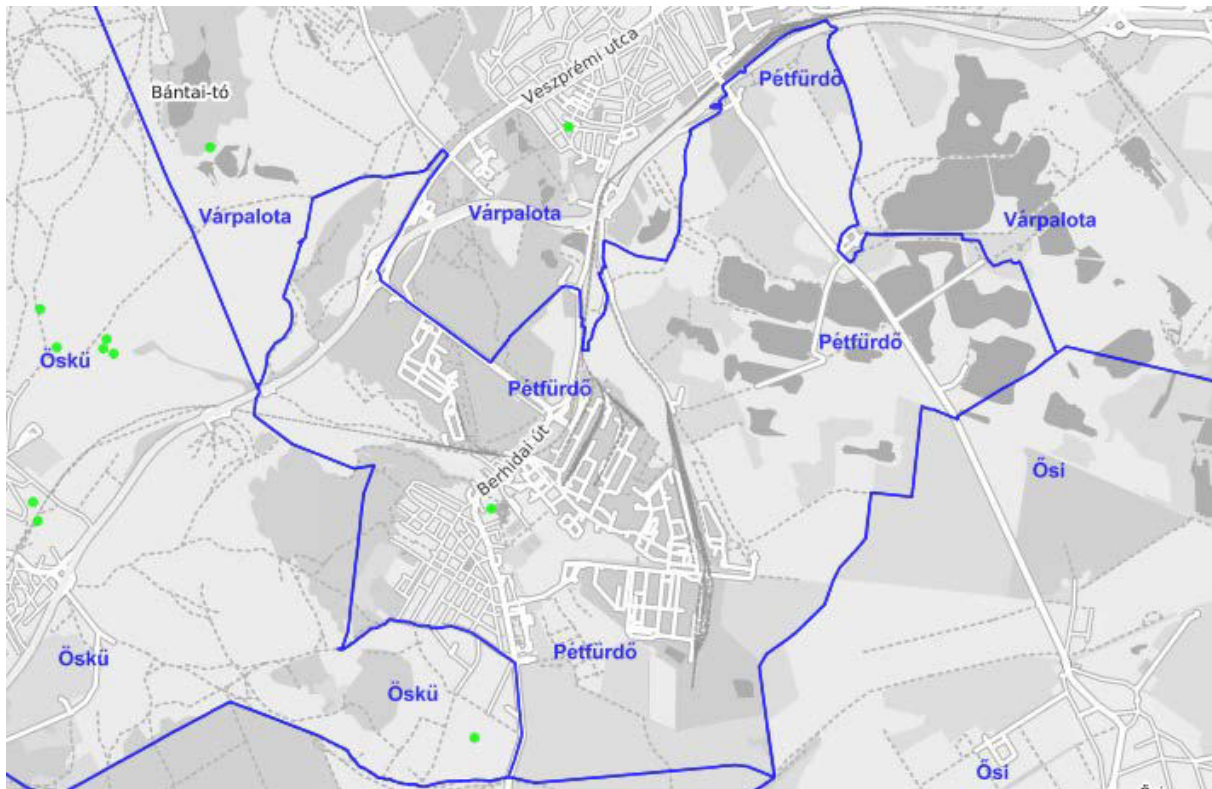 Veszprémi utca
Pétfürdő
Bántai-tó
Várpalota
Várpalota
Várpalota
Öskü
Pétfürdő
Pétfürdő
Berhidai út
Ősi
Öskü
Pétfürdő
Öskü
Ősi